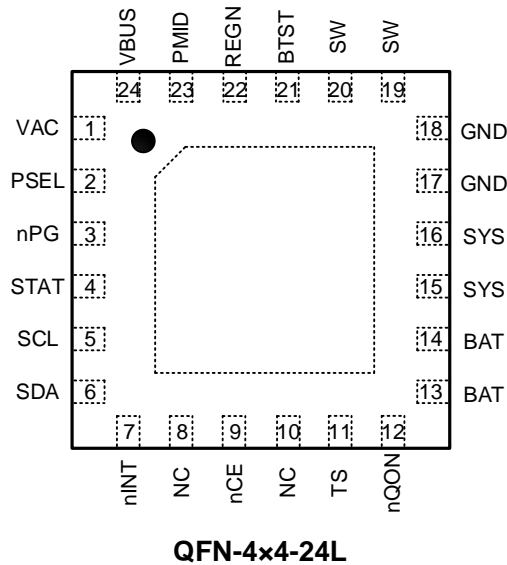 VBUS PMID REGN BTST SW SW
24 23 22 21 20 19
VAC 1 18 GND
PSEL 2 17 GND
nPG 3 16 SYS
STAT 4 15 SYS
SCL 5 14 BAT
SDA 6 13 BAT
7 8 9 10 11 12
nINT NC nCE NC TS nQON
QFN-4×4-24L